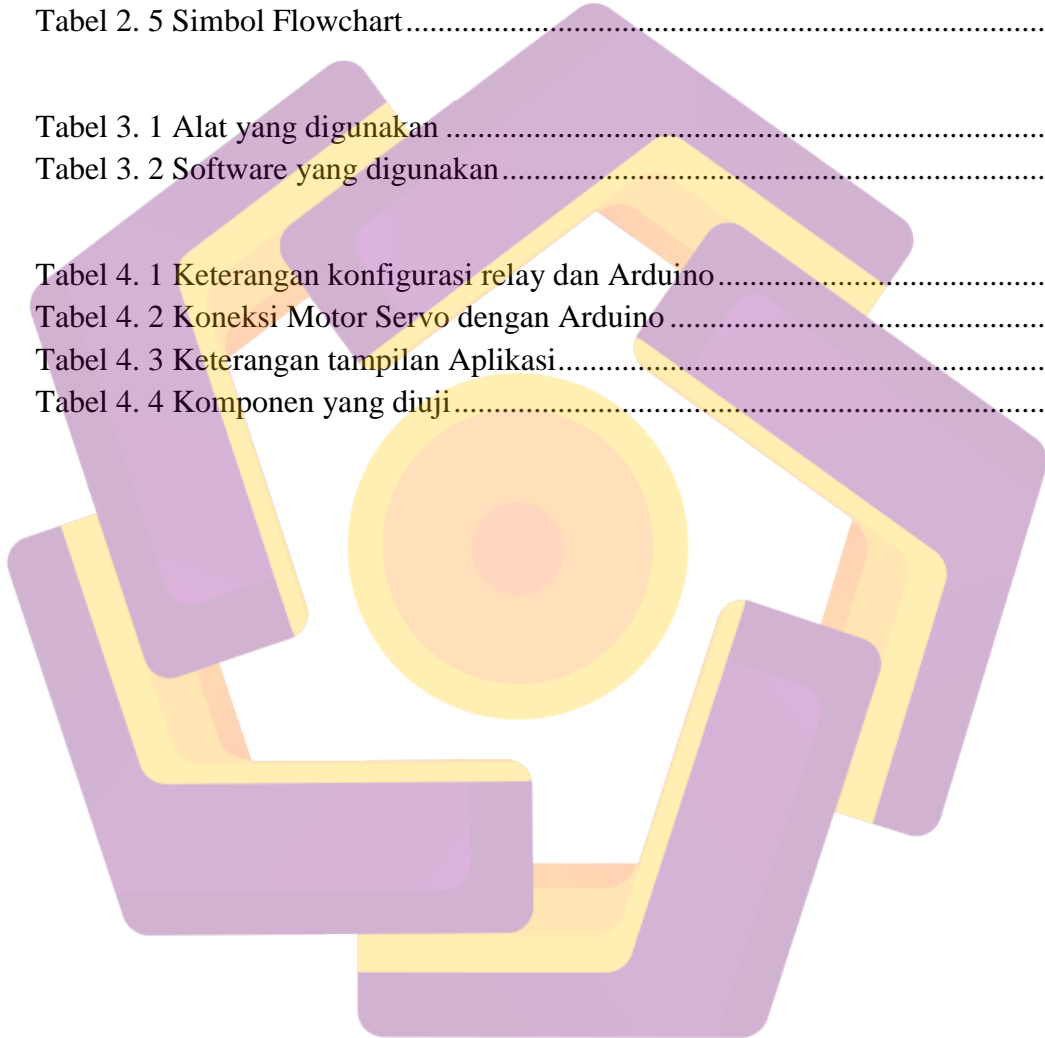 Tabel 2. 5 Simbol Flowchart........................................................................
Tabel 3. 1 Alat yang digunakan ..................................................................
Tabel 3. 2 Software yang digunakan............................................................
Tabel 4. 1 Keterangan konfigurasi relay dan Arduino....................................
Tabel 4. 2 Koneksi Motor Servo dengan Arduino .........................................
Tabel 4. 3 Keterangan tampilan Aplikasi......................................................
Tabel 4. 4 Komponen yang diuji..................................................................